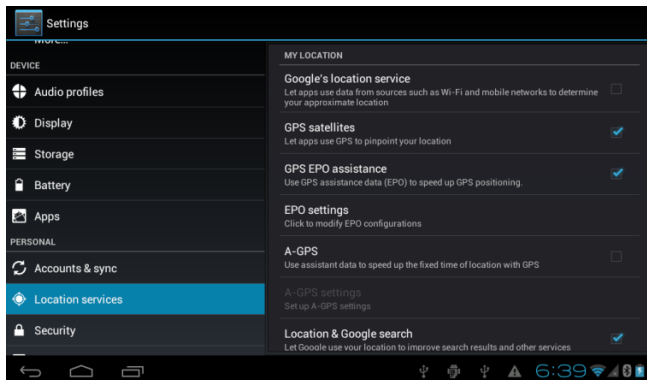 Settings
More...
DEVICE
Audio profiles
Display
Storage
Battery
Apps
PERSONAL
Accounts & sync
Location services
Security
MY LOCATION
Google's location service
Let apps use data from sources such as Wi-Fi and mobile networks to determine
your approximate location
GPS satellites
Let apps use GPS to pinpoint your location
GPS EPO assistance
Use GPS assistance data (EPO) to speed up GPS positioning.
EPO settings
Click to modify EPO configurations
A-GPS
Use assistant data to speed up the fixed time of location with GPS
A-GPS settings
Set up A-GPS settings
Location & Google search
Let Google use your location to improve search results and other services
6:39